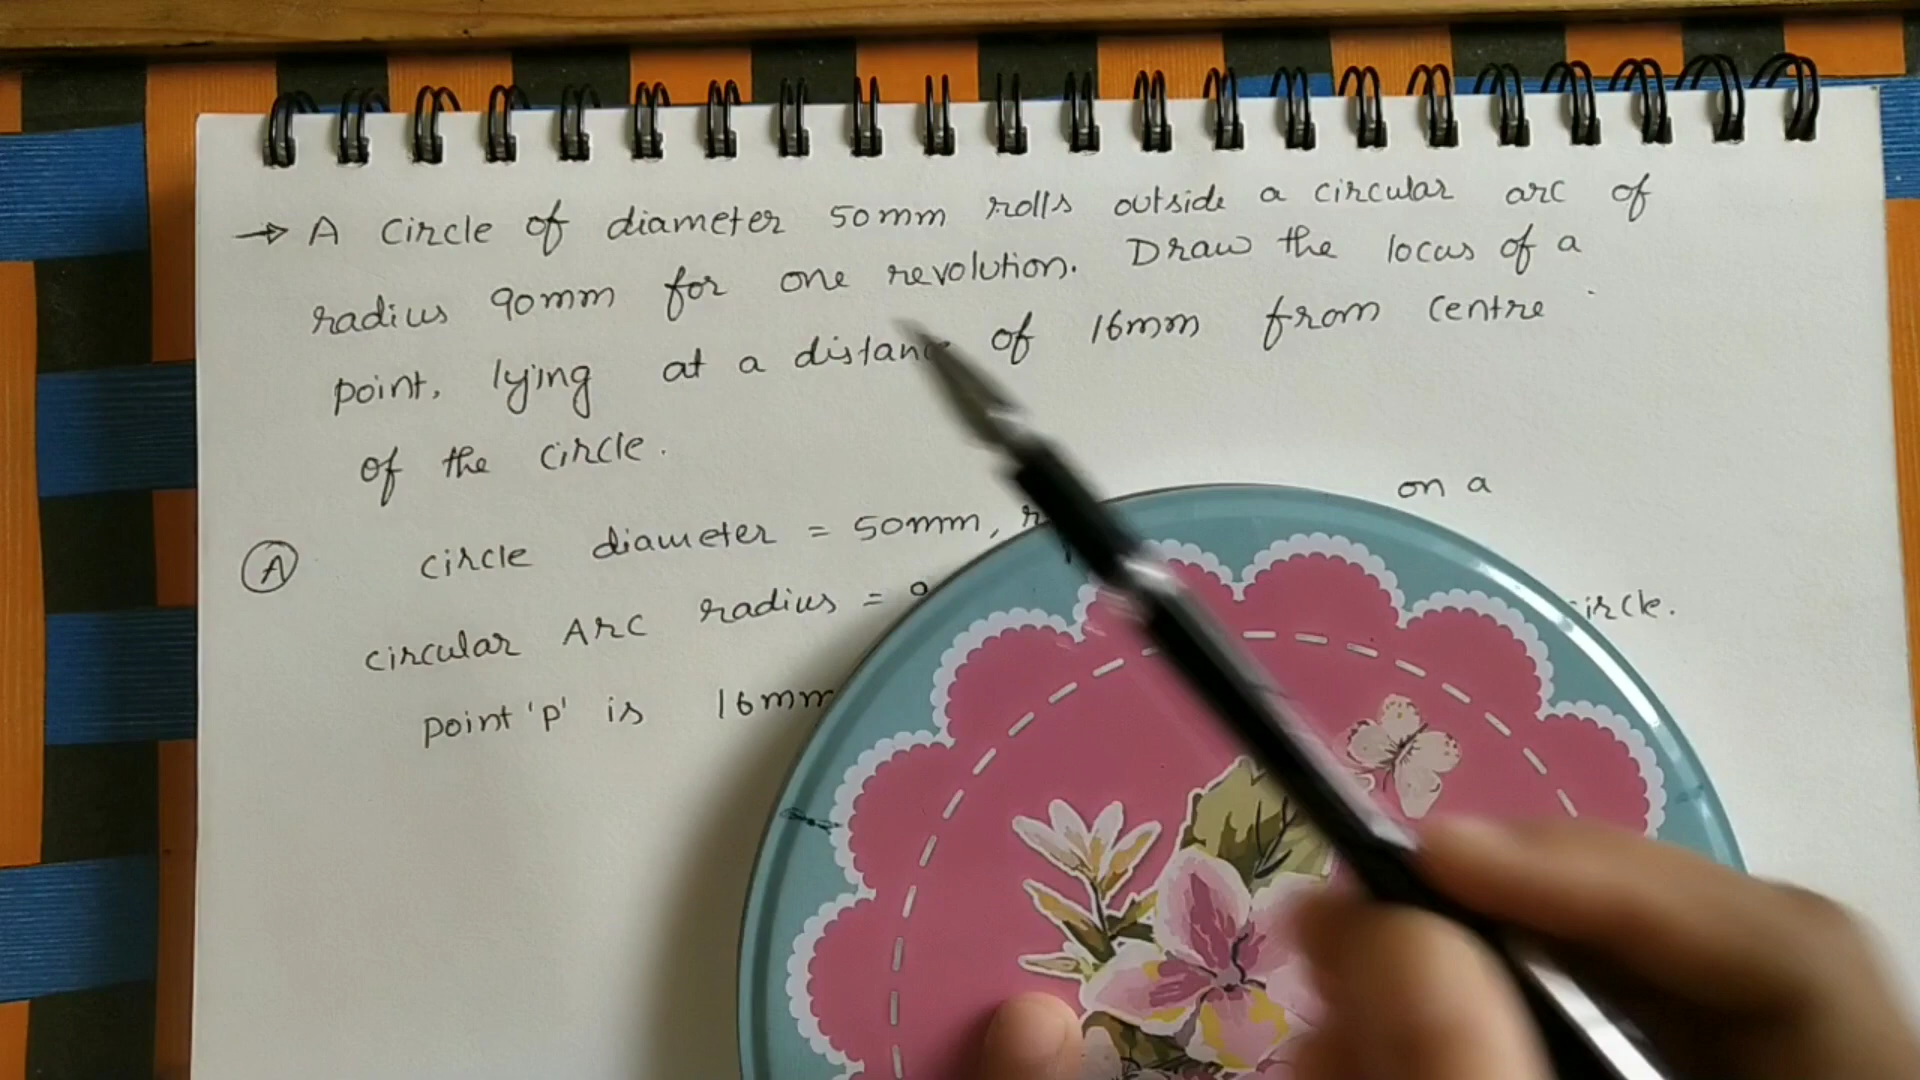 → A circle of diameter 50mm rolls outside a circular arc of
radius 90mm for one revolution. Draw the locus of a
point, lying at a distance of 16mm from centre
of the circle.
A circle diameter = 50mm, on a
circular Arc radius = circle.
point 'p' is 16mm